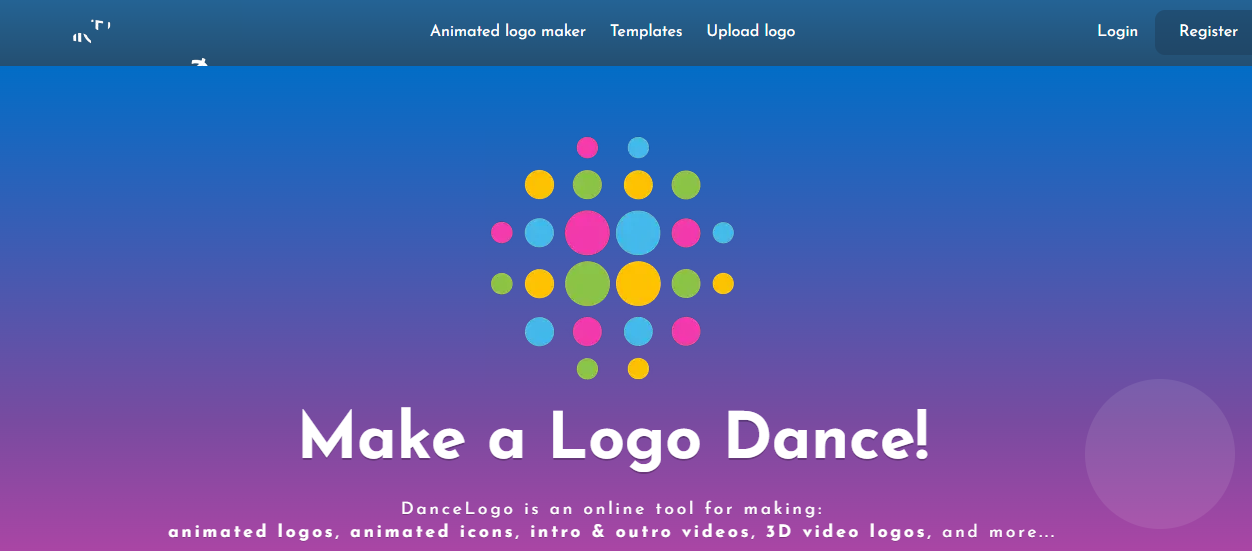 Animated logo maker Templates Upload logo Login Register
Make a Logo Dance!
DanceLogo is an online tool for making:
animated logos, animated icons, intro & outro videos, 3D video logos, and more...